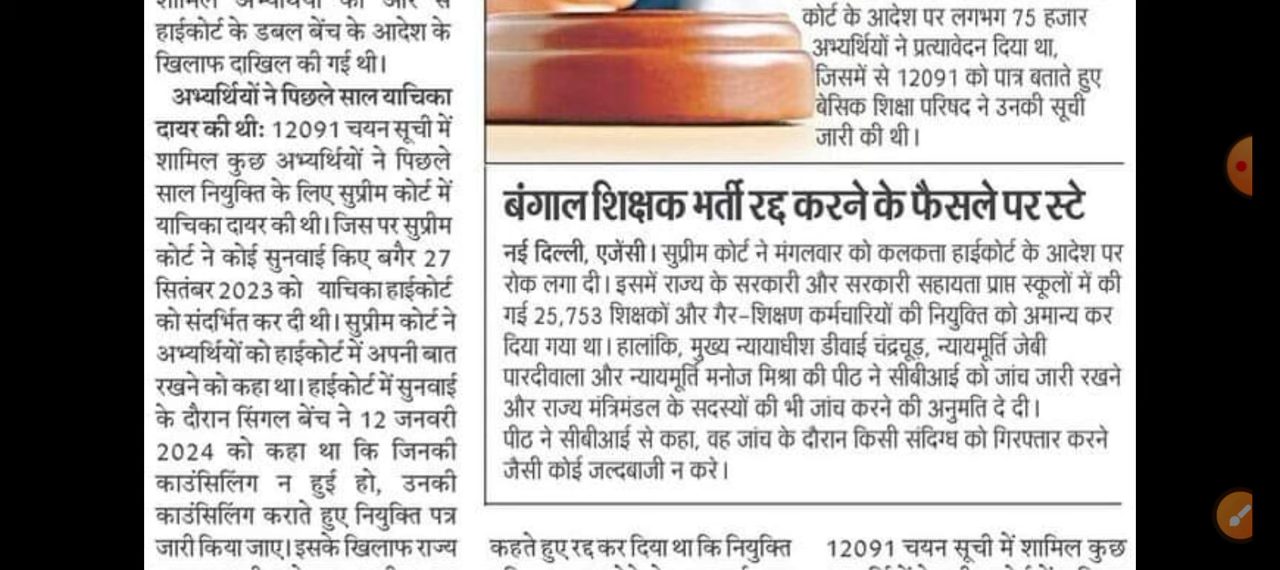 हाईकोर्ट के डबल बेंच के आदेश के
खिलाफ दाखिल की गई थी।
अभ्यर्थियों ने पिछले साल याचिका
दायर की थी: 12091 चयन सूची में
शामिल कुछ अभ्यर्थियों ने पिछले
साल नियुक्ति के लिए सुप्रीम कोर्ट में
याचिका दायर की थी। जिस पर सुप्रीम
कोर्ट ने कोई सुनवाई किए बगैर 27
सितंबर 2023 को याचिका हाईकोर्ट
को संदर्भित कर दी थी। सुप्रीम कोर्ट ने
अभ्यर्थियों को हाईकोर्ट में अपनी बात
रखने को कहा था। हाईकोर्ट में सुनवाई
के दौरान सिंगल बेंच ने 12 जनवरी
2024 को कहा था कि जिनकी
काउंसिलिंग न हुई हो, उनकी
काउंसिलिंग कराते हुए नियुक्ति पत्र
जारी किया जाए। इसके खिलाफ राज्य
कोर्ट के आदेश पर लगभग 75 हजार
अभ्यर्थियों ने प्रत्यावेदन दिया था,
जिसमें से 12091 को पात्र बताते हुए
बेसिक शिक्षा परिषद ने उनकी सूची
जारी की थी।
बंगाल शिक्षक भर्ती रद्द करने के फैसले पर स्टे
नई दिल्ली, एजेंसी। सुप्रीम कोर्ट ने मंगलवार को कलकता हाईकोर्ट के आदेश पर
रोक लगा दी। इसमें राज्य के सरकारी और सरकारी सहायता प्राप्त स्कूलों में की
गई 25,753 शिक्षकों और गैर-शिक्षण कर्मचारियों की नियुक्ति को अमान्य कर
दिया गया था। हालांकि, मुख्य न्यायाधीश डीवाई चंद्रचूड़, न्यायमूर्ति जेबी
पारदीवाला और न्यायमूर्ति मनोज मिश्रा की पीठ ने सीबीआई को जांच जारी रखने
और राज्य मंत्रिमंडल के सदस्यों की भी जांच करने की अनुमति दे दी।
पीठ ने सीबीआई से कहा, वह जांच के दौरान किसी संदिग्ध को गिरफ्तार करने
जैसी कोई जल्दबाजी न करे।
कहते हुए रद्द कर दिया था कि नियुक्ति
12091 चयन सूची में शामिल कुछ